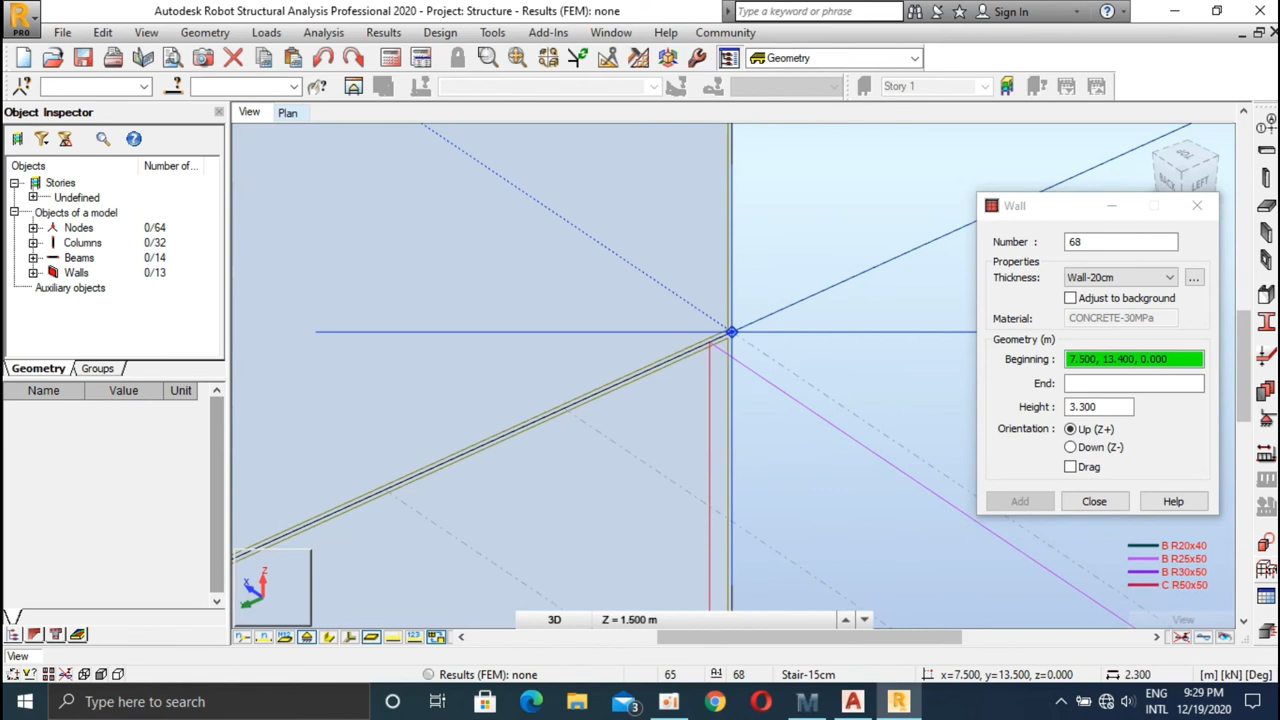 Autodesk Robot Structural Analysis Professional 2020 - Project: Structure - Results (FEM): none
Type a keyword or phrase
Sign In
PRO
File Edit View Geometry Loads Analysis Results Design Tools Add-Ins Window Help Community
Geometry
Story 1
Object Inspector
View Plan
Objects Number of...
Stories
Undefined
Objects of a model
Nodes 0/64
Columns 0/32
Beams 0/14
Walls 0/13
Auxiliary objects
Geometry Groups
Name Value Unit
BACK LEFT
Wall
Number : 68
Properties
Thickness: Wall-20cm ...
Adjust to background
Material: CONCRETE-30MPa
Geometry (m)
Beginning : 7.500, 13.400, 0.000
End:
Height : 3.300
Orientation : Up (Z+)
Down (Z-)
Drag
Add Close Help
B R20x40
B R25x50
B R30x50
C R50x50
Z
X
Y
3D Z = 1.500 m
View
View
Results (FEM): none 65 68 Stair-15cm x=7.500, y=13.500, z=0.000 2.300 [m] [kN] [Deg]
Type here to search
3
ENG
INTL
9:29 PM
12/19/2020